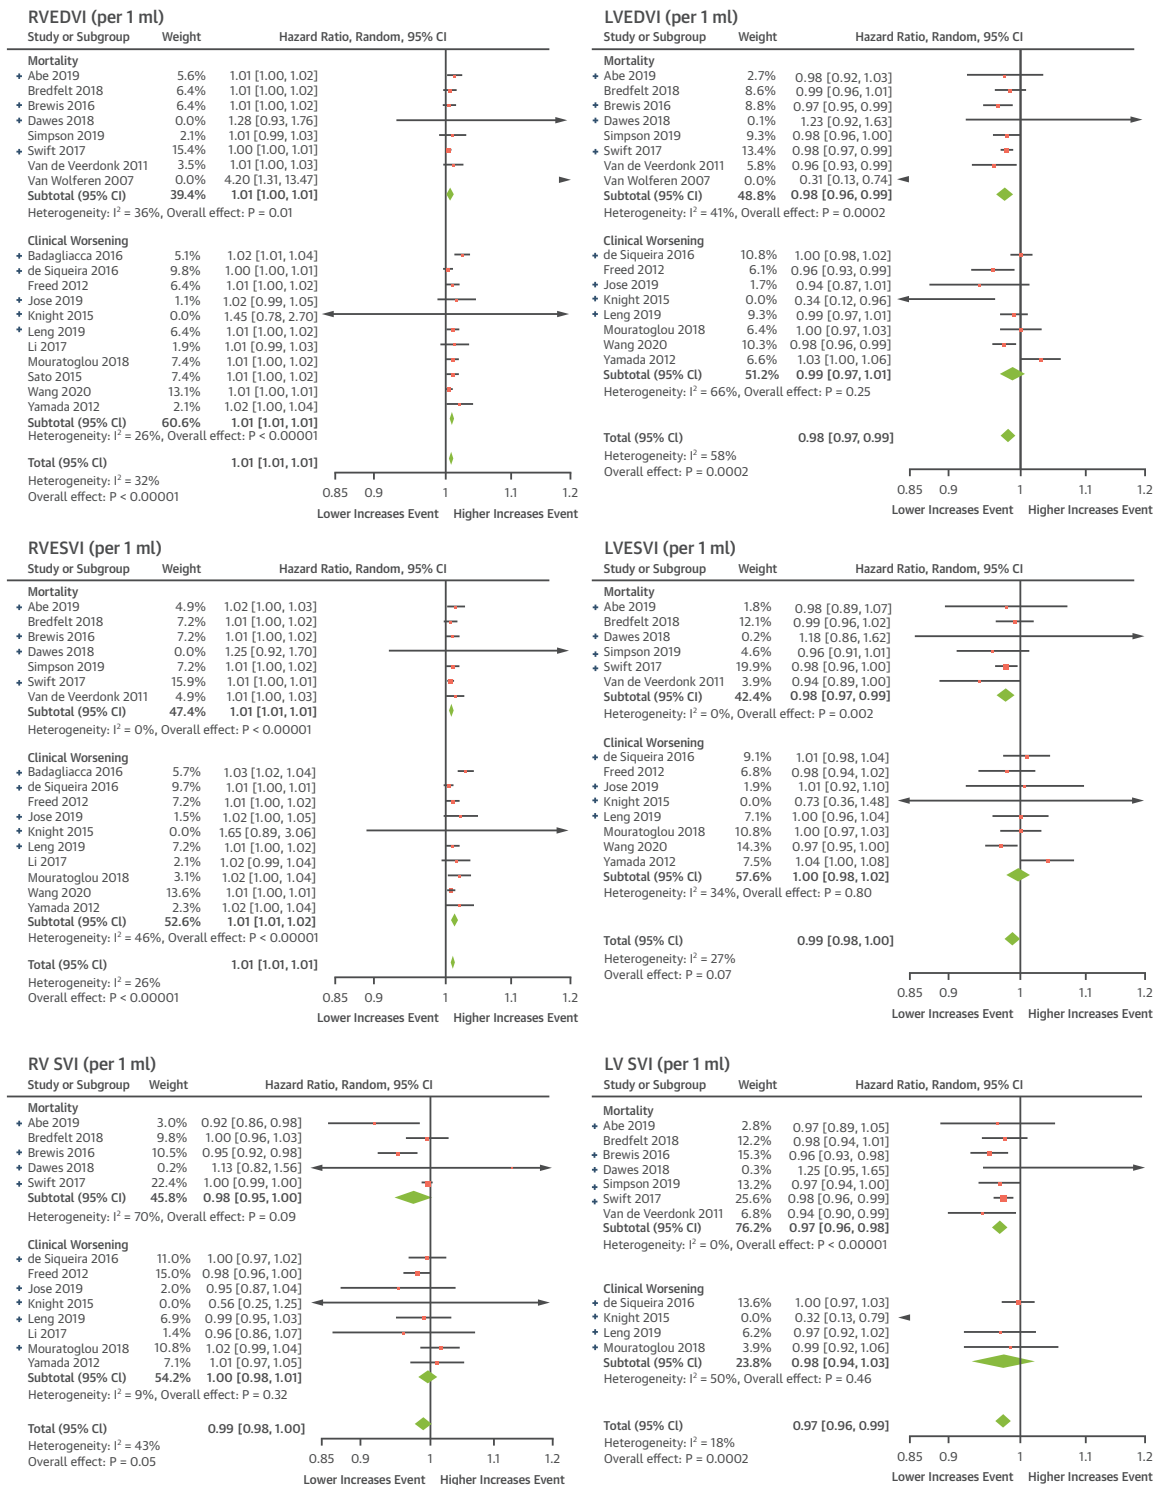 RVEDVI (per 1 ml)
Study or Subgroup Weight Hazard Ratio, Random, 95% CI
Mortality
+ Abe 2019 5.6% 1.01 [1.00, 1.02]
Bredfelt 2018 6.4% 1.01 [1.00, 1.02]
+ Brewis 2016 6.4% 1.01 [1.00, 1.02]
+ Dawes 2018 0.0% 1.28 [0.93, 1.76]
Simpson 2019 2.1% 1.01 [0.99, 1.03]
+ Swift 2017 15.4% 1.00 [1.00, 1.01]
Van de Veerdonk 2011 3.5% 1.01 [1.00, 1.03]
Van Wolferen 2007 0.0% 4.20 [1.31, 13.47]
Subtotal (95% CI) 39.4% 1.01 [1.00, 1.01]
Heterogeneity: I² = 36%, Overall effect: P = 0.01
Clinical Worsening
+ Badagliacca 2016 5.1% 1.02 [1.01, 1.04]
+ de Siqueira 2016 9.8% 1.00 [1.00, 1.01]
Freed 2012 6.4% 1.01 [1.00, 1.02]
+ Jose 2019 1.1% 1.02 [0.99, 1.05]
+ Knight 2015 0.0% 1.45 [0.78, 2.70]
+ Leng 2019 6.4% 1.01 [1.00, 1.02]
Li 2017 1.9% 1.01 [0.99, 1.03]
Mouratoglou 2018 7.4% 1.01 [1.00, 1.02]
Sato 2015 7.4% 1.01 [1.00, 1.02]
Wang 2020 13.1% 1.01 [1.00, 1.01]
Yamada 2012 2.1% 1.02 [1.00, 1.04]
Subtotal (95% CI) 60.6% 1.01 [1.01, 1.01]
Heterogeneity: I² = 26%, Overall effect: P < 0.00001
Total (95% CI) 1.01 [1.01, 1.01]
Heterogeneity: I² = 32%
Overall effect: P < 0.00001
0.85 0.9 1 1.1 1.2
Lower Increases Event Higher Increases Event
LVEDVI (per 1 ml)
Study or Subgroup Weight Hazard Ratio, Random, 95% CI
Mortality
+ Abe 2019 2.7% 0.98 [0.92, 1.03]
Bredfelt 2018 8.6% 0.99 [0.96, 1.01]
+ Brewis 2016 8.8% 0.97 [0.95, 0.99]
+ Dawes 2018 0.1% 1.23 [0.92, 1.63]
Simpson 2019 9.3% 0.98 [0.96, 1.00]
+ Swift 2017 13.4% 0.98 [0.97, 0.99]
Van de Veerdonk 2011 5.8% 0.96 [0.93, 0.99]
Van Wolferen 2007 0.0% 0.31 [0.13, 0.74]
Subtotal (95% CI) 48.8% 0.98 [0.96, 0.99]
Heterogeneity: I² = 41%, Overall effect: P = 0.0002
Clinical Worsening
+ de Siqueira 2016 10.8% 1.00 [0.98, 1.02]
Freed 2012 6.1% 0.96 [0.93, 0.99]
+ Jose 2019 1.7% 0.94 [0.87, 1.01]
+ Knight 2015 0.0% 0.34 [0.12, 0.96]
+ Leng 2019 9.3% 0.99 [0.97, 1.01]
Mouratoglou 2018 6.4% 1.00 [0.97, 1.03]
Wang 2020 10.3% 0.98 [0.96, 0.99]
Yamada 2012 6.6% 1.03 [1.00, 1.06]
Subtotal (95% CI) 51.2% 0.99 [0.97, 1.01]
Heterogeneity: I² = 66%, Overall effect: P = 0.25
Total (95% CI) 0.98 [0.97, 0.99]
Heterogeneity: I² = 58%
Overall effect: P = 0.0002
0.85 0.9 1 1.1 1.2
Lower Increases Event Higher Increases Event
RVESVI (per 1 ml)
Study or Subgroup Weight Hazard Ratio, Random, 95% CI
Mortality
+ Abe 2019 4.9% 1.02 [1.00, 1.03]
Bredfelt 2018 7.2% 1.01 [1.00, 1.02]
+ Brewis 2016 7.2% 1.01 [1.00, 1.02]
+ Dawes 2018 0.0% 1.25 [0.92, 1.70]
Simpson 2019 7.2% 1.01 [1.00, 1.02]
+ Swift 2017 15.9% 1.01 [1.00, 1.01]
Van de Veerdonk 2011 4.9% 1.01 [1.00, 1.03]
Subtotal (95% CI) 47.4% 1.01 [1.01, 1.01]
Heterogeneity: I² = 0%, Overall effect: P < 0.00001
Clinical Worsening
+ Badagliacca 2016 5.7% 1.03 [1.02, 1.04]
+ de Siqueira 2016 9.7% 1.01 [1.00, 1.01]
Freed 2012 7.2% 1.01 [1.00, 1.02]
+ Jose 2019 1.5% 1.02 [1.00, 1.05]
+ Knight 2015 0.0% 1.65 [0.89, 3.06]
+ Leng 2019 7.2% 1.01 [1.00, 1.02]
Li 2017 2.1% 1.02 [0.99, 1.04]
Mouratoglou 2018 3.1% 1.02 [1.00, 1.04]
Wang 2020 13.6% 1.01 [1.00, 1.01]
Yamada 2012 2.3% 1.02 [1.00, 1.04]
Subtotal (95% CI) 52.6% 1.01 [1.01, 1.02]
Heterogeneity: I² = 46%, Overall effect: P < 0.00001
Total (95% CI) 1.01 [1.01, 1.01]
Heterogeneity: I² = 26%
Overall effect: P < 0.00001
0.85 0.9 1 1.1 1.2
Lower Increases Event Higher Increases Event
LVESVI (per 1 ml)
Study or Subgroup Weight Hazard Ratio, Random, 95% CI
Mortality
+ Abe 2019 1.8% 0.98 [0.89, 1.07]
Bredfelt 2018 12.1% 0.99 [0.96, 1.02]
+ Dawes 2018 0.2% 1.18 [0.86, 1.62]
+ Simpson 2019 4.6% 0.96 [0.91, 1.01]
+ Swift 2017 19.9% 0.98 [0.96, 1.00]
Van de Veerdonk 2011 3.9% 0.94 [0.89, 1.00]
Subtotal (95% CI) 42.4% 0.98 [0.97, 0.99]
Heterogeneity: I² = 0%, Overall effect: P = 0.002
Clinical Worsening
+ de Siqueira 2016 9.1% 1.01 [0.98, 1.04]
Freed 2012 6.8% 0.98 [0.94, 1.02]
+ Jose 2019 1.9% 1.01 [0.92, 1.10]
+ Knight 2015 0.0% 0.73 [0.36, 1.48]
+ Leng 2019 7.1% 1.00 [0.96, 1.04]
Mouratoglou 2018 10.8% 1.00 [0.97, 1.03]
Wang 2020 14.3% 0.97 [0.95, 1.00]
Yamada 2012 7.5% 1.04 [1.00, 1.08]
Subtotal (95% CI) 57.6% 1.00 [0.98, 1.02]
Heterogeneity: I² = 34%, Overall effect: P = 0.80
Total (95% CI) 0.99 [0.98, 1.00]
Heterogeneity: I² = 27%
Overall effect: P = 0.07
0.85 0.9 1 1.1 1.2
Lower Increases Event Higher Increases Event
RV SVI (per 1 ml)
Study or Subgroup Weight Hazard Ratio, Random, 95% CI
Mortality
+ Abe 2019 3.0% 0.92 [0.86, 0.98]
Bredfelt 2018 9.8% 1.00 [0.96, 1.03]
+ Brewis 2016 10.5% 0.95 [0.92, 0.98]
+ Dawes 2018 0.2% 1.13 [0.82, 1.56]
+ Swift 2017 22.4% 1.00 [0.99, 1.00]
Subtotal (95% CI) 45.8% 0.98 [0.95, 1.00]
Heterogeneity: I² = 70%, Overall effect: P = 0.09
Clinical Worsening
+ de Siqueira 2016 11.0% 1.00 [0.97, 1.02]
Freed 2012 15.0% 0.98 [0.96, 1.00]
+ Jose 2019 2.0% 0.95 [0.87, 1.04]
+ Knight 2015 0.0% 0.56 [0.25, 1.25]
+ Leng 2019 6.9% 0.99 [0.95, 1.03]
Li 2017 1.4% 0.96 [0.86, 1.07]
+ Mouratoglou 2018 10.8% 1.02 [0.99, 1.04]
Yamada 2012 7.1% 1.01 [0.97, 1.05]
Subtotal (95% CI) 54.2% 1.00 [0.98, 1.01]
Heterogeneity: I² = 9%, Overall effect: P = 0.32
Total (95% CI) 0.99 [0.98, 1.00]
Heterogeneity: I² = 43%
Overall effect: P = 0.05
0.85 0.9 1 1.1 1.2
Lower Increases Event Higher Increases Event
LV SVI (per 1 ml)
Study or Subgroup Weight Hazard Ratio, Random, 95% CI
Mortality
+ Abe 2019 2.8% 0.97 [0.89, 1.05]
Bredfelt 2018 12.2% 0.98 [0.94, 1.01]
+ Brewis 2016 15.3% 0.96 [0.93, 0.98]
+ Dawes 2018 0.3% 1.25 [0.95, 1.65]
+ Simpson 2019 13.2% 0.97 [0.94, 1.00]
+ Swift 2017 25.6% 0.98 [0.96, 0.99]
Van de Veerdonk 2011 6.8% 0.94 [0.90, 0.99]
Subtotal (95% CI) 76.2% 0.97 [0.96, 0.98]
Heterogeneity: I² = 0%, Overall effect: P < 0.00001
Clinical Worsening
+ de Siqueira 2016 13.6% 1.00 [0.97, 1.03]
+ Knight 2015 0.0% 0.32 [0.13, 0.79]
+ Leng 2019 6.2% 0.97 [0.92, 1.02]
+ Mouratoglou 2018 3.9% 0.99 [0.92, 1.06]
Subtotal (95% CI) 23.8% 0.98 [0.94, 1.03]
Heterogeneity: I² = 50%, Overall effect: P = 0.46
Total (95% CI) 0.97 [0.96, 0.99]
Heterogeneity: I² = 18%
Overall effect: P = 0.0002
0.85 0.9 1 1.1 1.2
Lower Increases Event Higher Increases Event